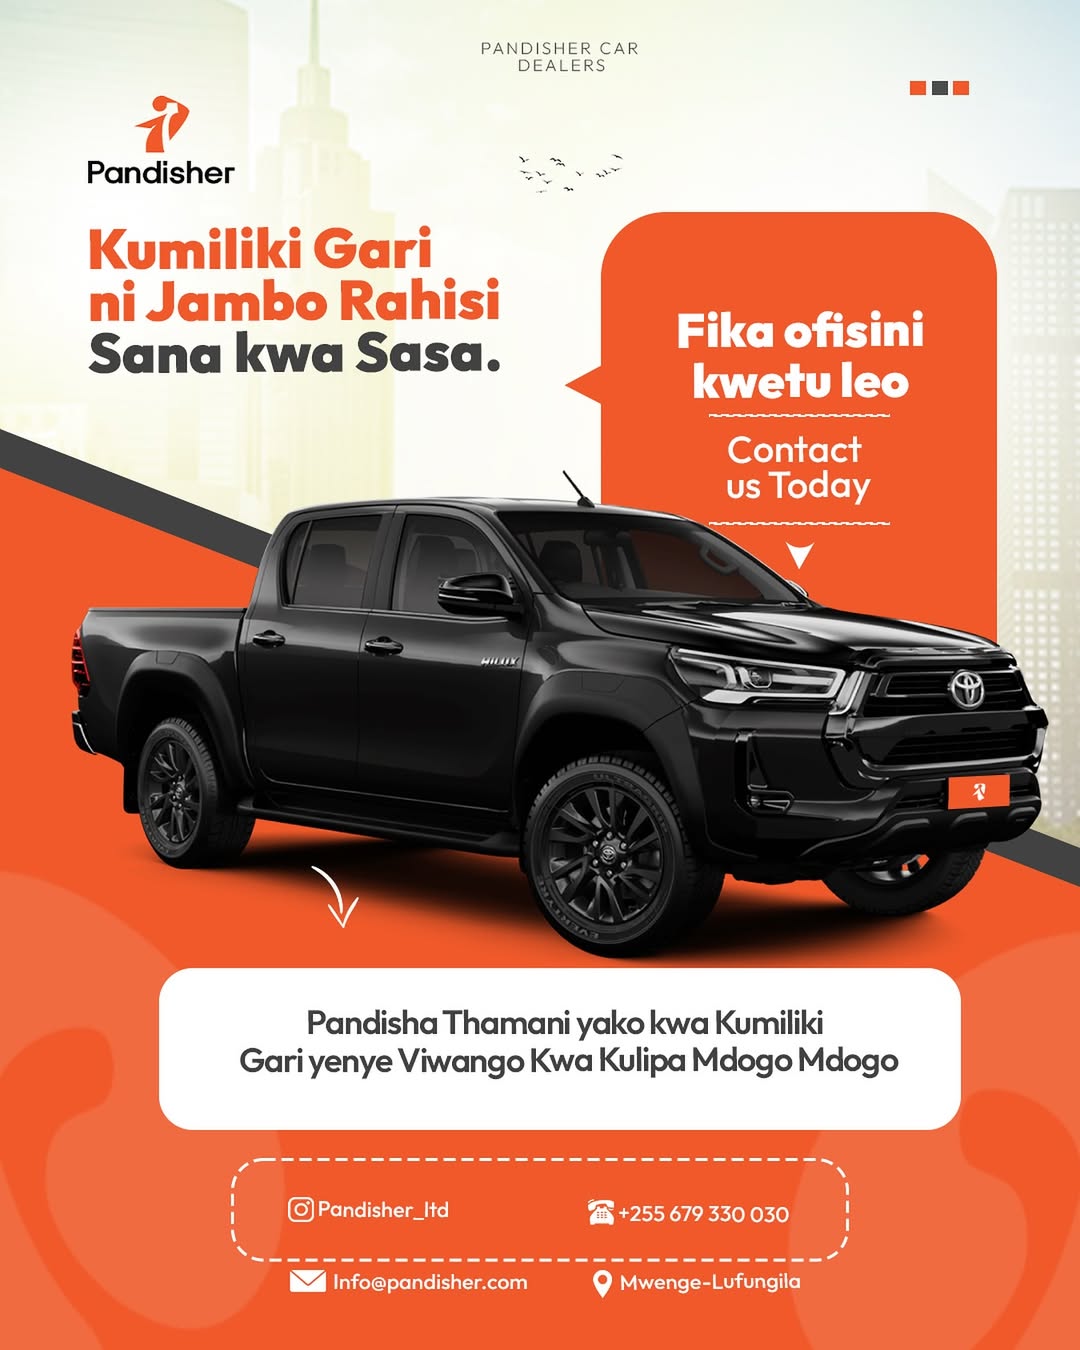 PANDISHER CAR
DEALERS
Pandisher
Kumiliki Gari
ni Jambo Rahisi
Sana kwa Sasa.
Fika ofisini
kwetu leo
Contact
us Today
HILUX
Pandisha Thamani yako kwa Kumiliki
Gari yenye Viwango Kwa Kulipa Mdogo Mdogo
Pandisher_ltd
+255 679 330 030
Info@pandisher.com
Mwenge-Lufungila